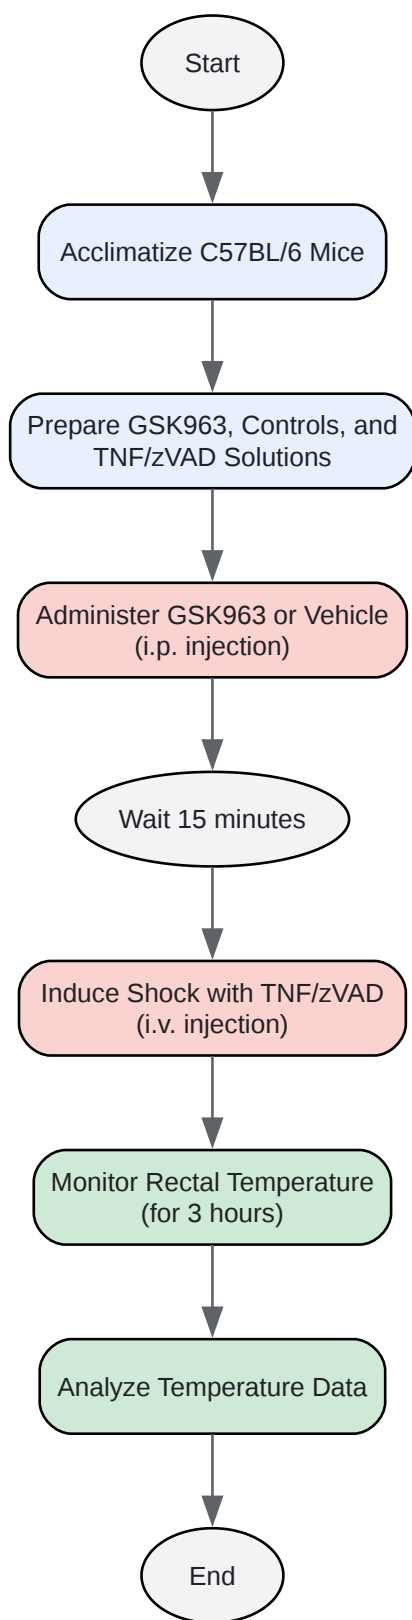 Start
Acclimatize C57BL/6 Mice
Prepare GSK963, Controls, and
TNF/zVAD Solutions
Administer GSK963 or Vehicle
(i.p. injection)
Wait 15 minutes
Induce Shock with TNF/zVAD
(i.v. injection)
Monitor Rectal Temperature
(for 3 hours)
Analyze Temperature Data
End